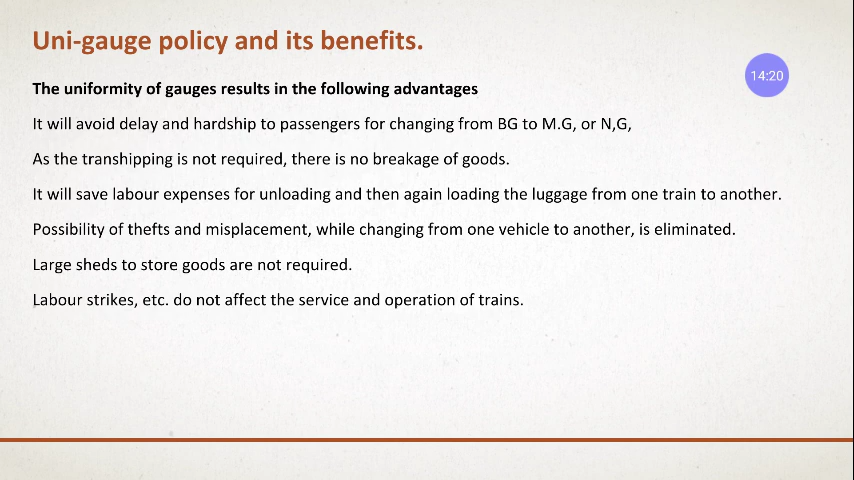 Uni-gauge policy and its benefits.
14:20
The uniformity of gauges results in the following advantages
It will avoid delay and hardship to passengers for changing from BG to M.G, or N,G,
As the transhipping is not required, there is no breakage of goods.
It will save labour expenses for unloading and then again loading the luggage from one train to another.
Possibility of thefts and misplacement, while changing from one vehicle to another, is eliminated.
Large sheds to store goods are not required.
Labour strikes, etc. do not affect the service and operation of trains.